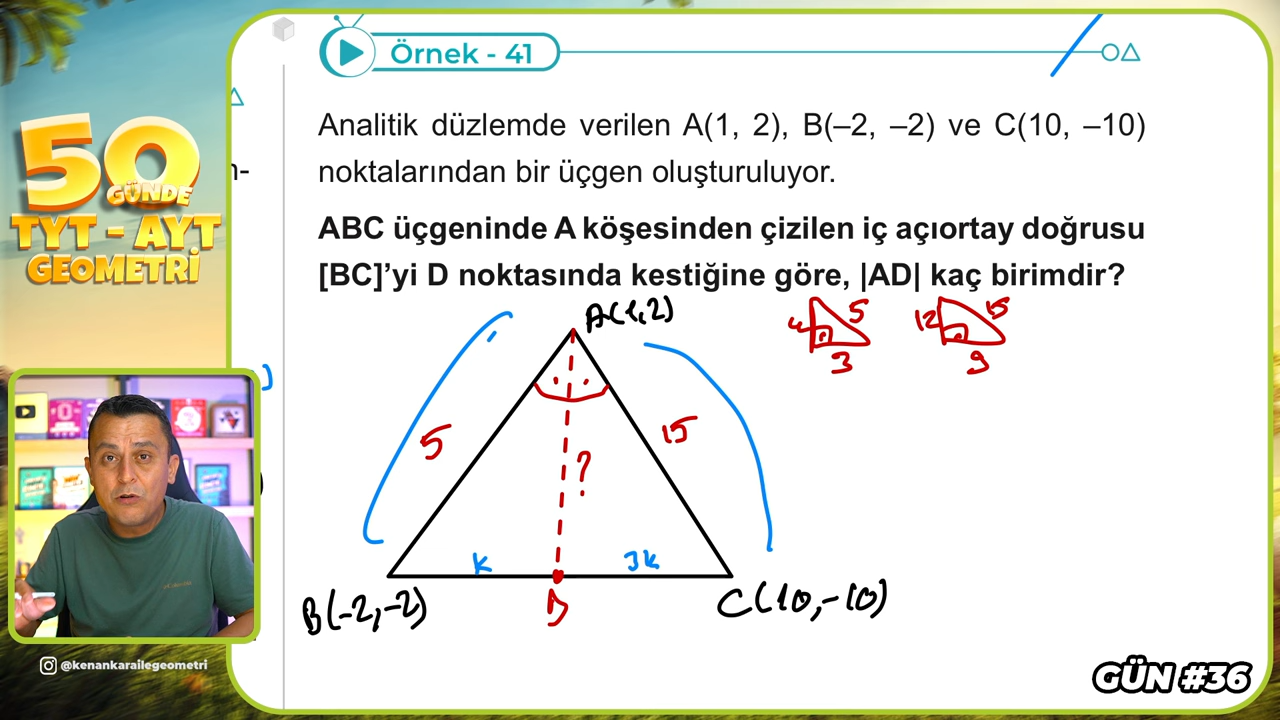 Örnek - 41
50
GÜNDE
TYT - AYT
GEOMETRİ
n-
Analitik düzlemde verilen A(1, 2), B(–2, –2) ve C(10, –10)
noktalarından bir üçgen oluşturuluyor.
ABC üçgeninde A köşesinden çizilen iç açıortay doğrusu
[BC]’yi D noktasında kestiğine göre, |AD| kaç birimdir?
A(1,2)
4 5 3
12 15 9
5
15
?
k
3k
B(-2,-2)
D
C(10,-10)
@kenankarailegeometri
GÜN #36